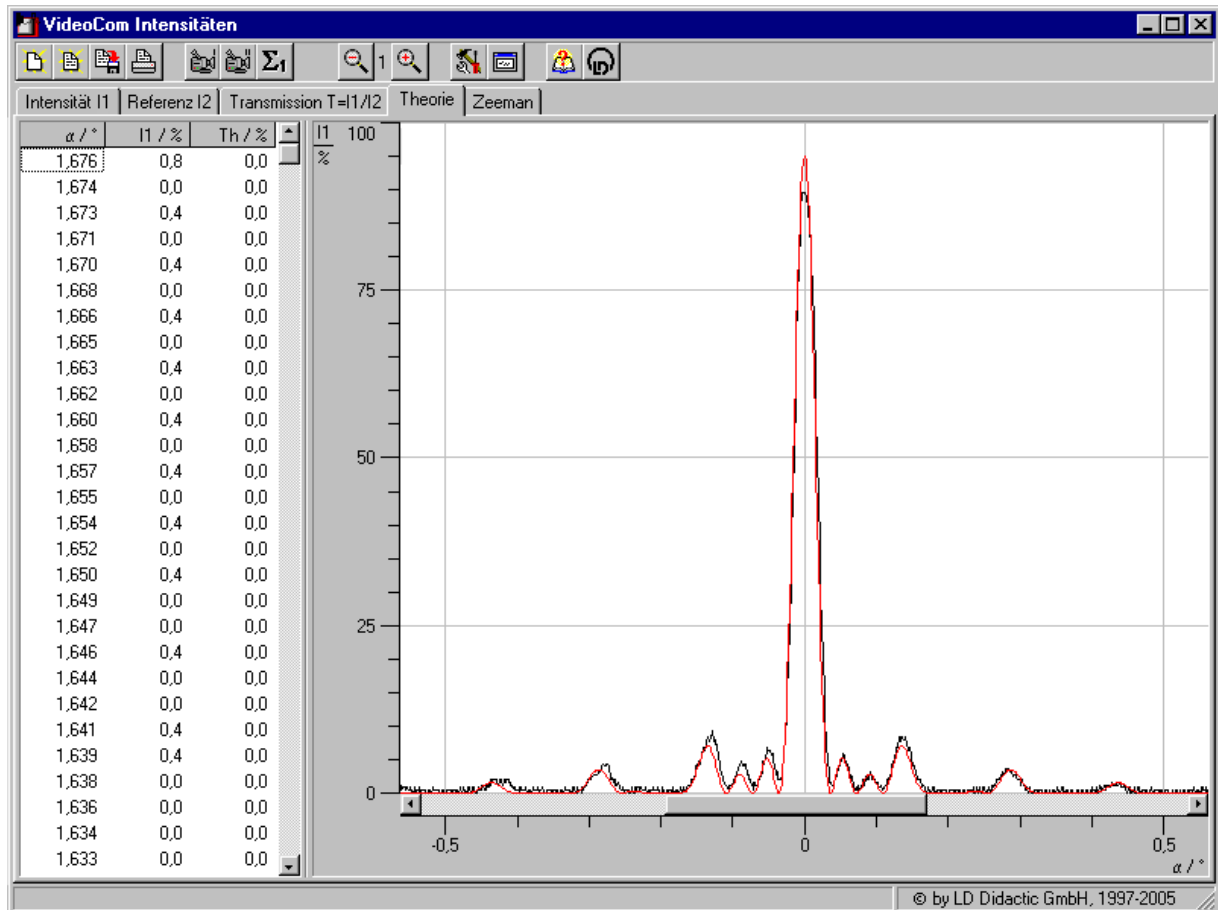 VideoCom Intensitäten
Σ1 1
Intensität I1 Referenz I2 Transmission T=I1/I2 Theorie Zeeman
α / ° I1 / % Th / %
1,676 0,8 0,0
1,674 0,0 0,0
1,673 0,4 0,0
1,671 0,0 0,0
1,670 0,4 0,0
1,668 0,0 0,0
1,666 0,4 0,0
1,665 0,0 0,0
1,663 0,4 0,0
1,662 0,0 0,0
1,660 0,4 0,0
1,658 0,0 0,0
1,657 0,4 0,0
1,655 0,0 0,0
1,654 0,4 0,0
1,652 0,0 0,0
1,650 0,4 0,0
1,649 0,0 0,0
1,647 0,0 0,0
1,646 0,4 0,0
1,644 0,0 0,0
1,642 0,0 0,0
1,641 0,4 0,0
1,639 0,4 0,0
1,638 0,0 0,0
1,636 0,0 0,0
1,634 0,0 0,0
1,633 0,0 0,0
I1 100
%
75
50
25
0
-0,5 0 0,5
α / °
© by LD Didactic GmbH, 1997-2005